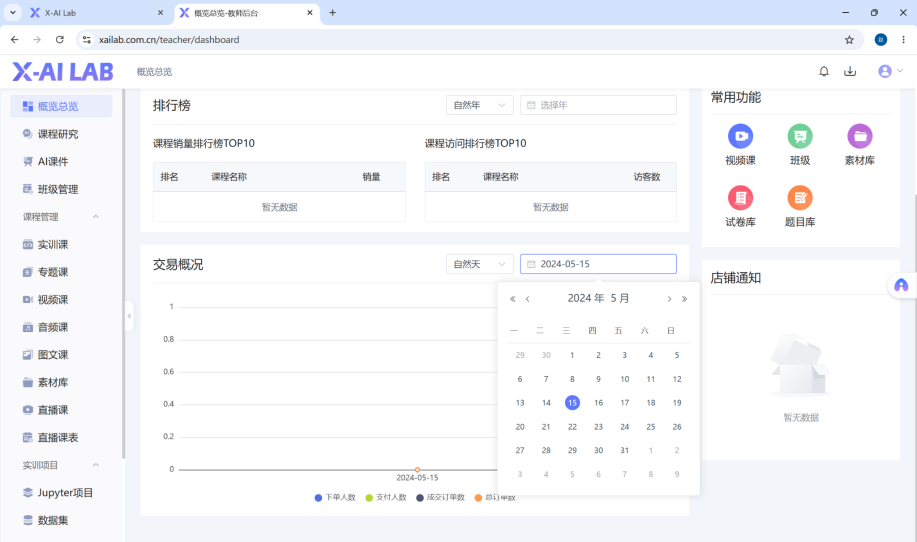 X-AI Lab
概览总览-教师后台
xailab.com.cn/teacher/dashboard
X-AI LAB
概览总览
概览总览
课程研究
AI课件
班级管理
课程管理
实训课
专题课
视频课
音频课
图文课
素材库
直播课
直播课表
实训项目
Jupyter项目
数据集
排行榜
自然年
选择年
课程销量排行榜TOP10
排名 课程名称 销量
暂无数据
课程访问排行榜TOP10
排名 课程名称 访客数
暂无数据
交易概况
自然天
2024-05-15
1
0.8
0.6
0.4
0.2
0
2024-05-15
下单人数 支付人数 成交订单数 总订单数
2024 年 5 月
一 二 三 四 五 六 日
29 30 1 2 3 4 5
6 7 8 9 10 11 12
13 14 15 16 17 18 19
20 21 22 23 24 25 26
27 28 29 30 31 1 2
3 4 5 6 7 8 9
常用功能
视频课 班级 素材库
试卷库 题目库
店铺通知
暂无数据